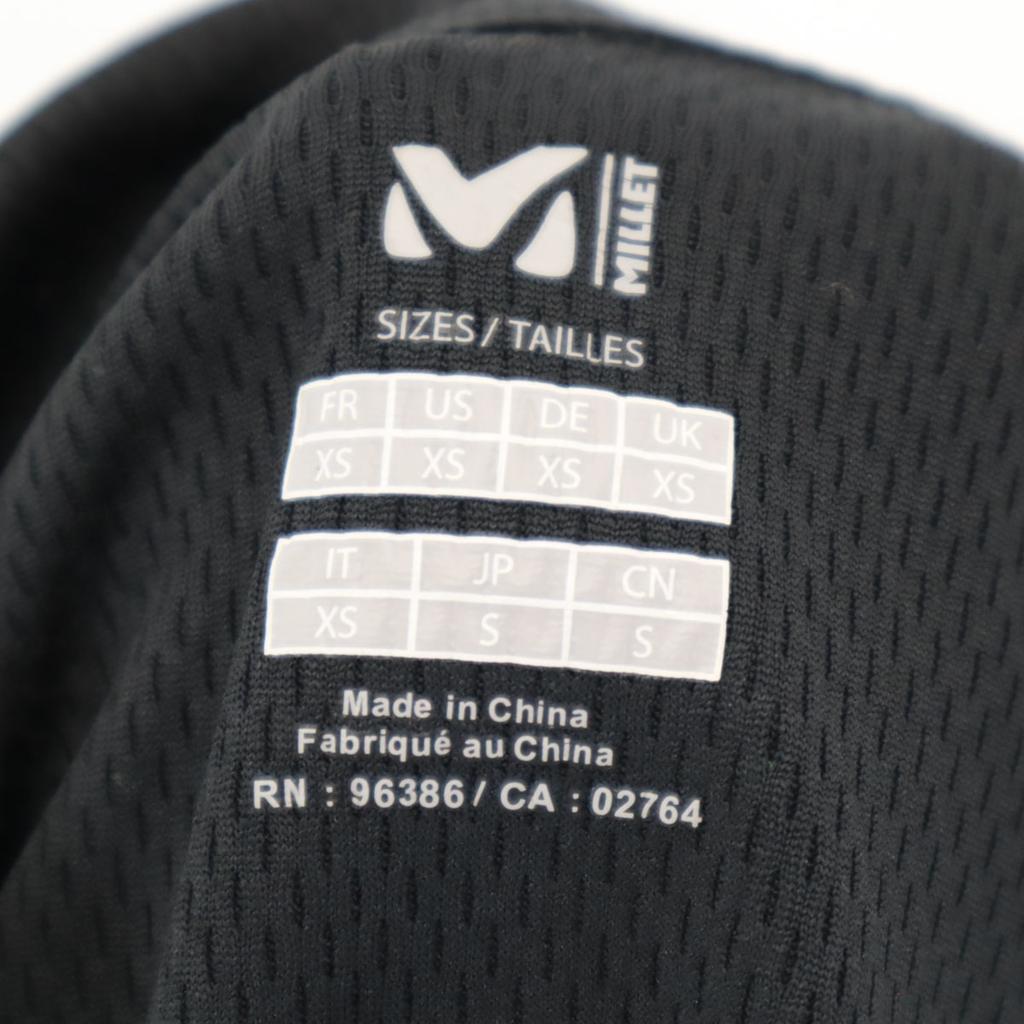 MILLET
SIZES / TAILLES
FR US DE UK
XS XS XS XS
IT JP CN
XS S S
Made in China
Fabriqué au China
RN : 96386 / CA : 02764